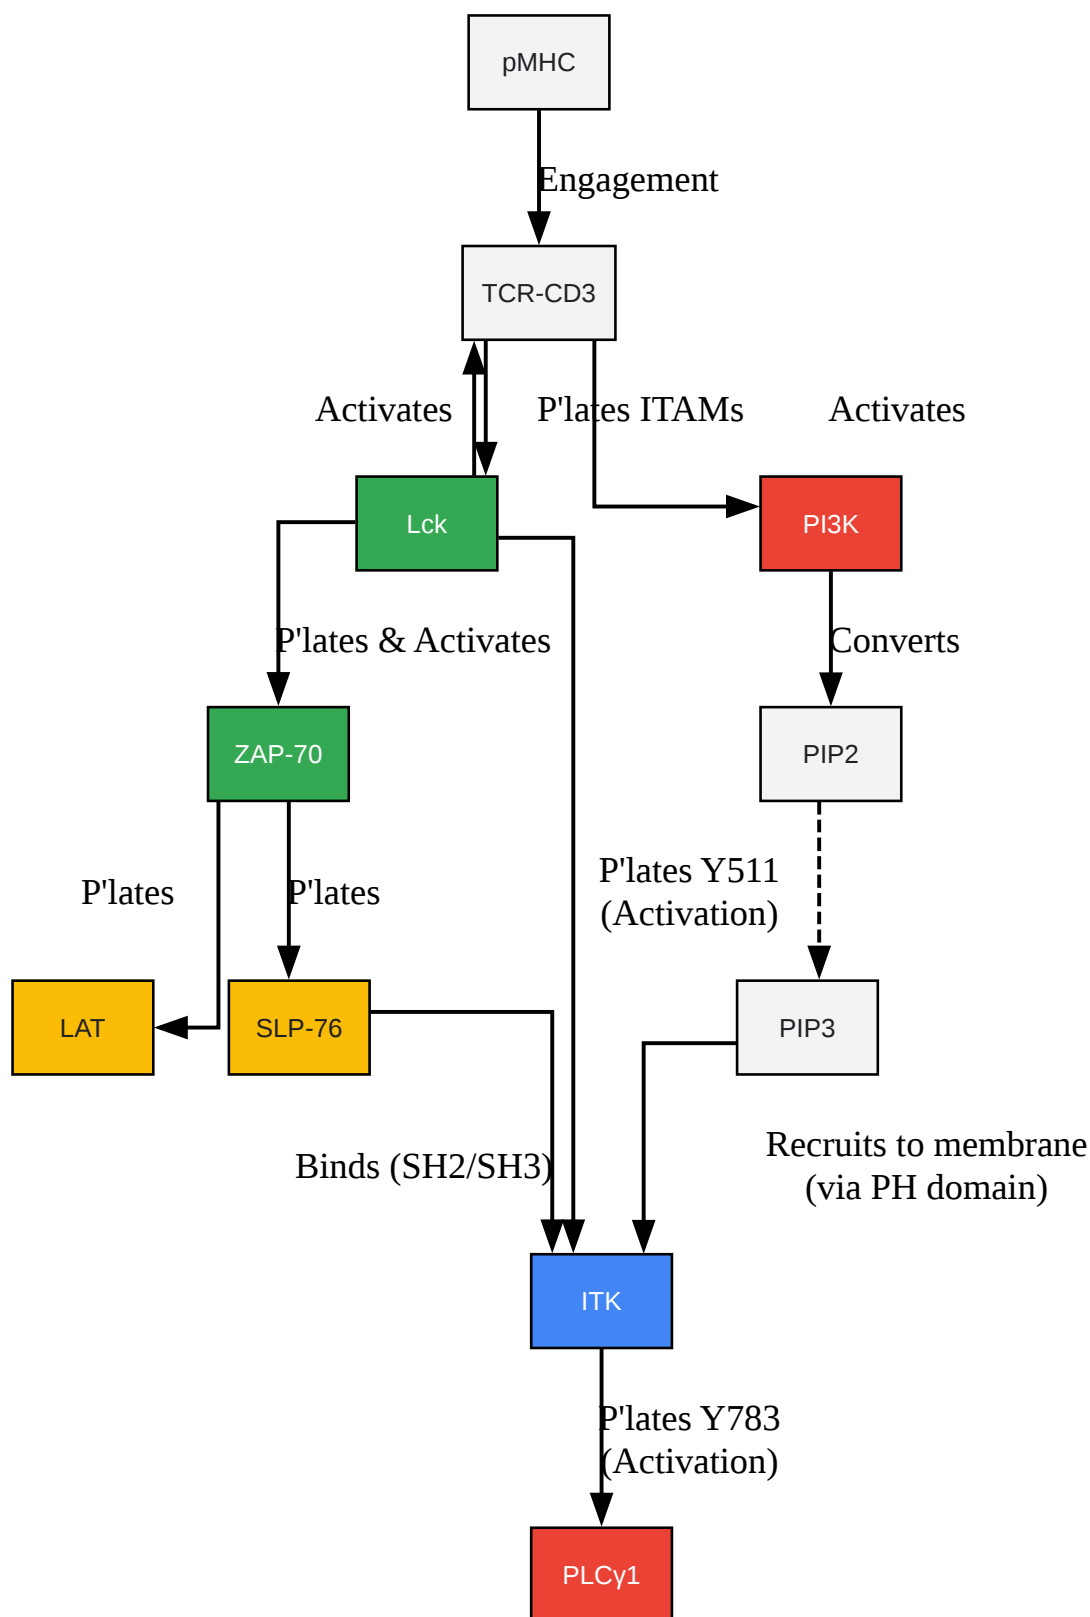 pMHC
Engagement
TCR-CD3
Activates
P'lates ITAMs
Activates
Lck
PI3K
P'lates & Activates
Converts
ZAP-70
PIP2
P'lates
P'lates
P'lates Y511
(Activation)
LAT
SLP-76
PIP3
Binds (SH2/SH3)
Recruits to membrane
(via PH domain)
ITK
P'lates Y783
(Activation)
PLCγ1